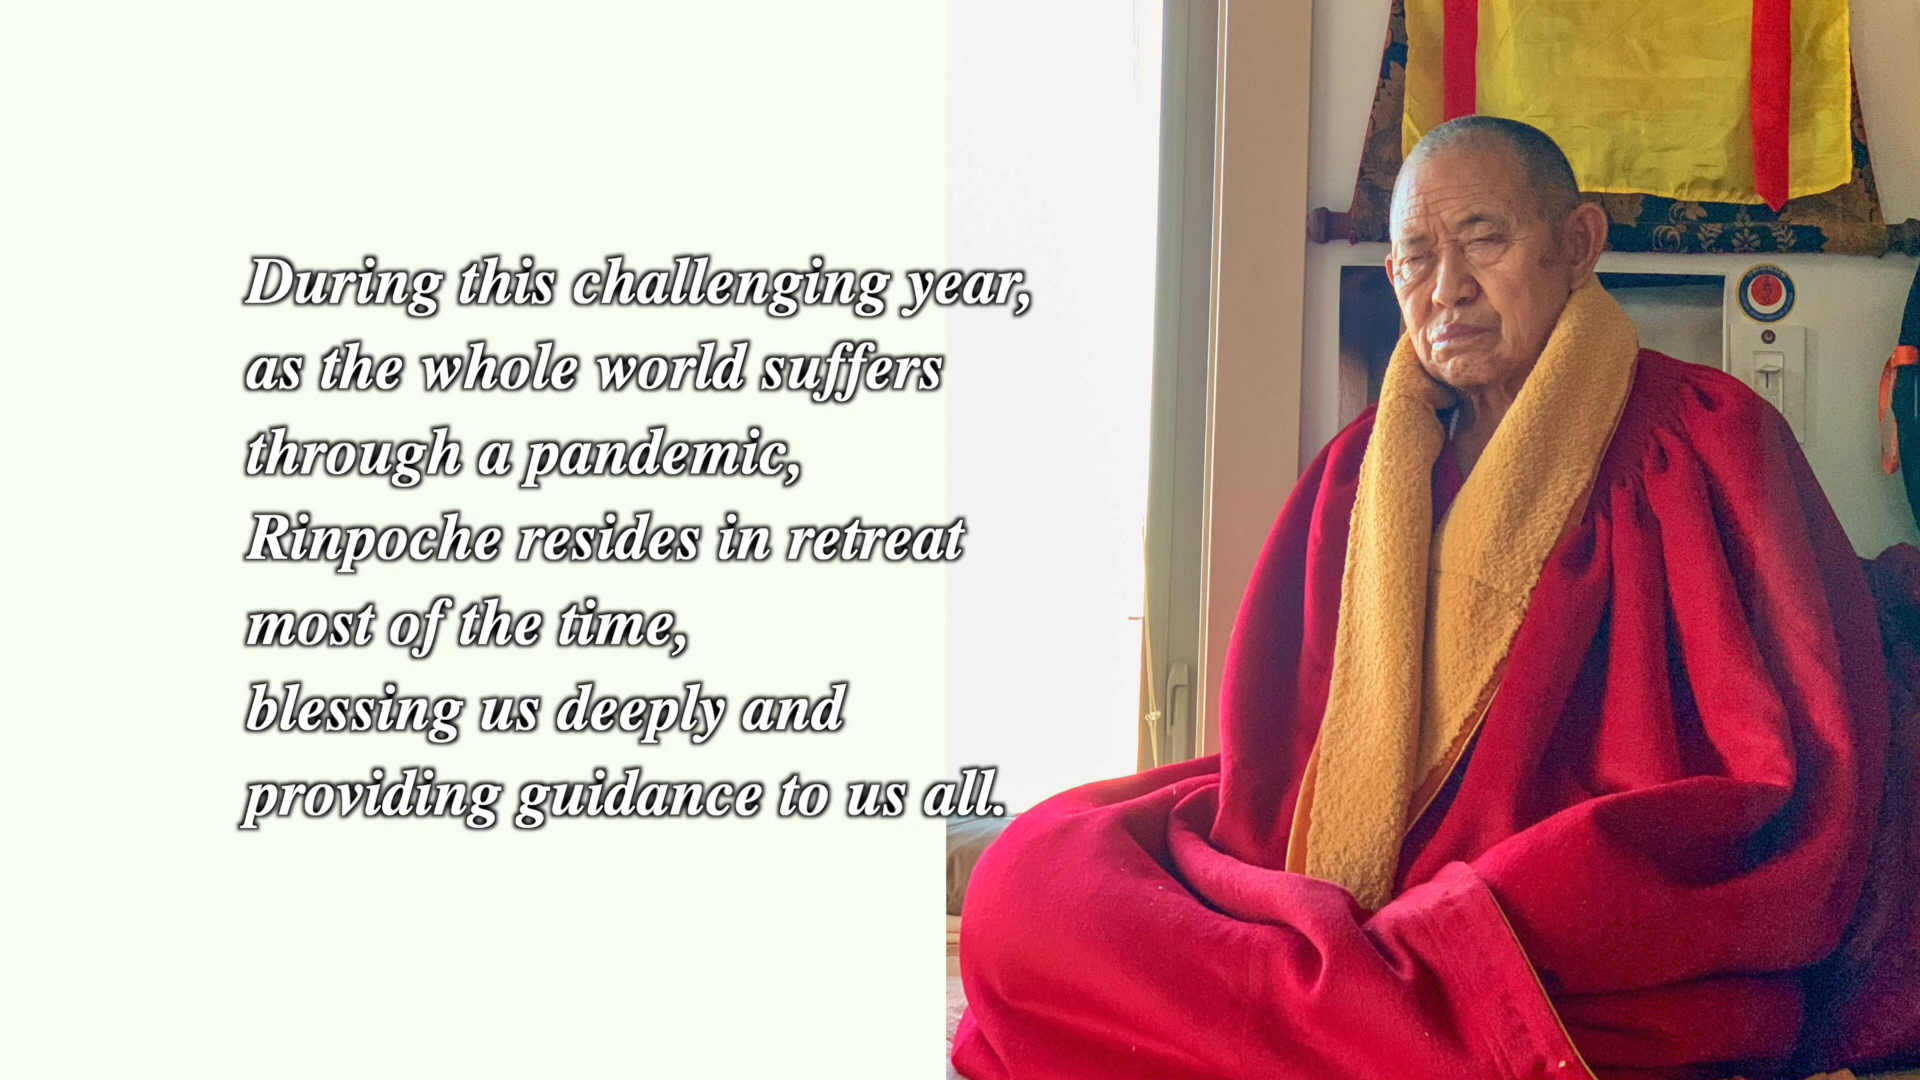 During this challenging year,
as the whole world suffers
through a pandemic,
Rinpoche resides in retreat
most of the time,
blessing us deeply and
providing guidance to us all.